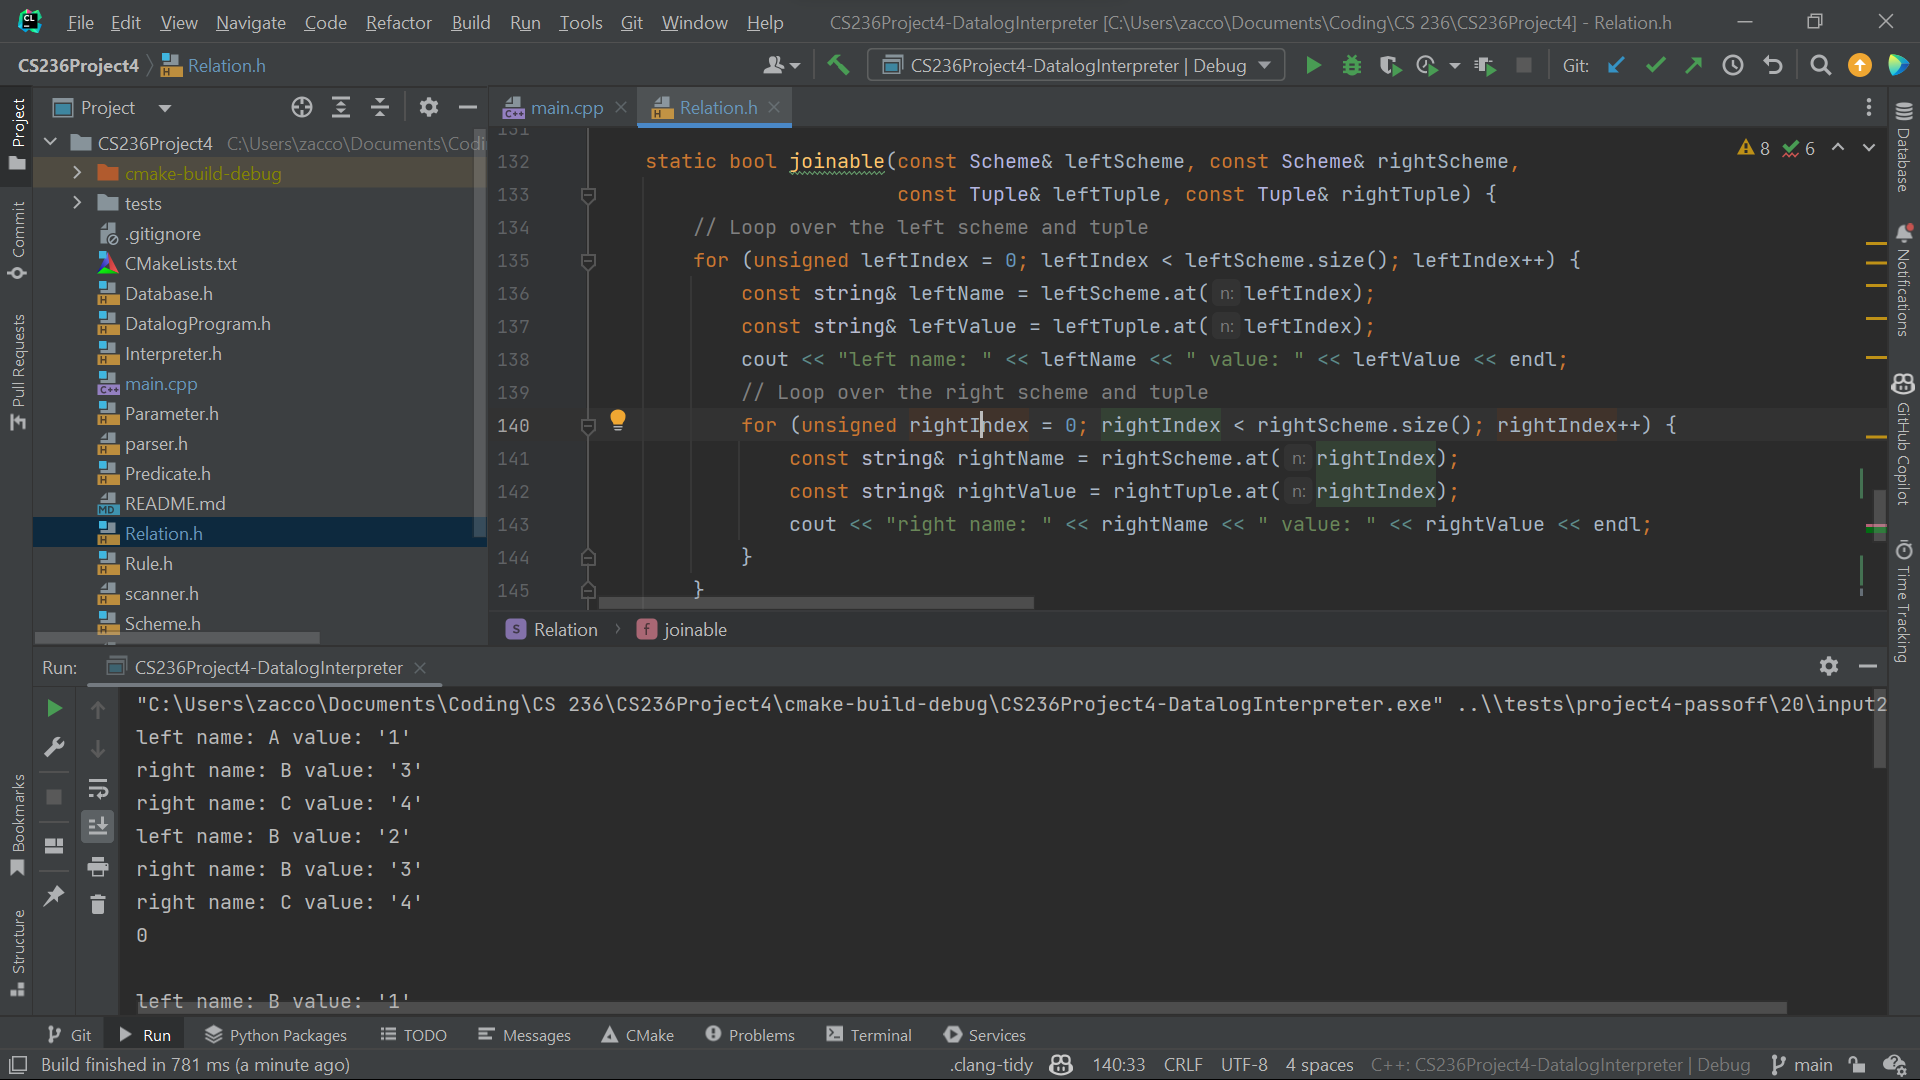 File Edit View Navigate Code Refactor Build Run Tools Git Window Help CS236Project4-DatalogInterpreter [C:\Users\zacco\Documents\Coding\CS 236\CS236Project4] - Relation.h
CS236Project4 Relation.h CS236Project4-DatalogInterpreter | Debug Git:
Project
main.cpp Relation.h
CS236Project4 C:\Users\zacco\Documents\Codi
cmake-build-debug
tests
.gitignore
CMakeLists.txt
Database.h
DatalogProgram.h
Interpreter.h
main.cpp
Parameter.h
parser.h
Predicate.h
README.md
Relation.h
Rule.h
scanner.h
Scheme.h
Project
Commit
Pull Requests
Bookmarks
Structure
131
132 static bool joinable(const Scheme& leftScheme, const Scheme& rightScheme,
133 const Tuple& leftTuple, const Tuple& rightTuple) {
134 // Loop over the left scheme and tuple
135 for (unsigned leftIndex = 0; leftIndex < leftScheme.size(); leftIndex++) {
136 const string& leftName = leftScheme.at( n: leftIndex);
137 const string& leftValue = leftTuple.at( n: leftIndex);
138 cout << "left name: " << leftName << " value: " << leftValue << endl;
139 // Loop over the right scheme and tuple
140 for (unsigned rightIndex = 0; rightIndex < rightScheme.size(); rightIndex++) {
141 const string& rightName = rightScheme.at( n: rightIndex);
142 const string& rightValue = rightTuple.at( n: rightIndex);
143 cout << "right name: " << rightName << " value: " << rightValue << endl;
144 }
145 }
8 6
Database
Notifications
GitHub Copilot
Time Tracking
S Relation f joinable
Run: CS236Project4-DatalogInterpreter
"C:\Users\zacco\Documents\Coding\CS 236\CS236Project4\cmake-build-debug\CS236Project4-DatalogInterpreter.exe" ..\\tests\project4-passoff\20\input2
left name: A value: '1'
right name: B value: '3'
right name: C value: '4'
left name: B value: '2'
right name: B value: '3'
right name: C value: '4'
0
left name: B value: '1'
Git Run Python Packages TODO Messages CMake Problems Terminal Services
Build finished in 781 ms (a minute ago) .clang-tidy 140:33 CRLF UTF-8 4 spaces C++: CS236Project4-DatalogInterpreter | Debug main